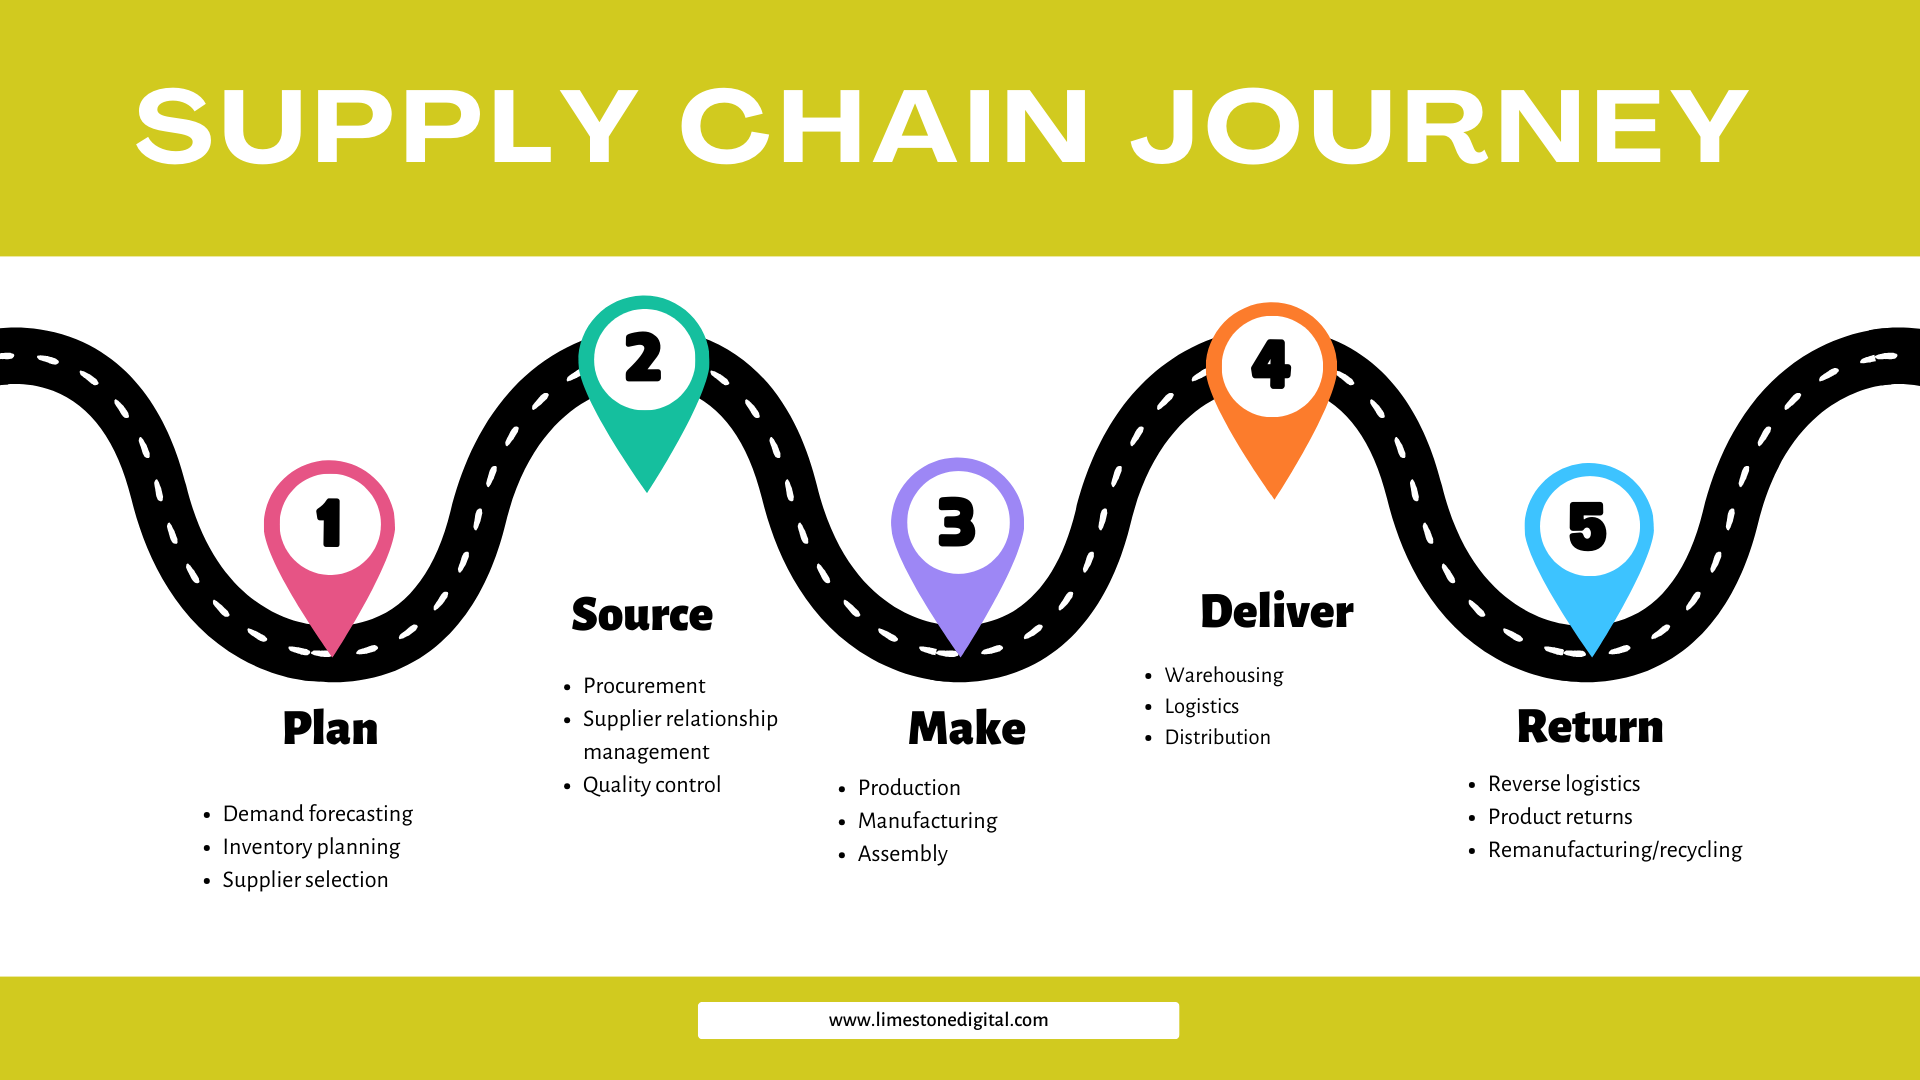 SUPPLY CHAIN JOURNEY
1
Plan
• Demand forecasting
• Inventory planning
• Supplier selection
2
Source
• Procurement
• Supplier relationship
management
• Quality control
3
Make
• Production
• Manufacturing
• Assembly
4
Deliver
• Warehousing
• Logistics
• Distribution
5
Return
• Reverse logistics
• Product returns
• Remanufacturing/recycling
www.limestonedigital.com